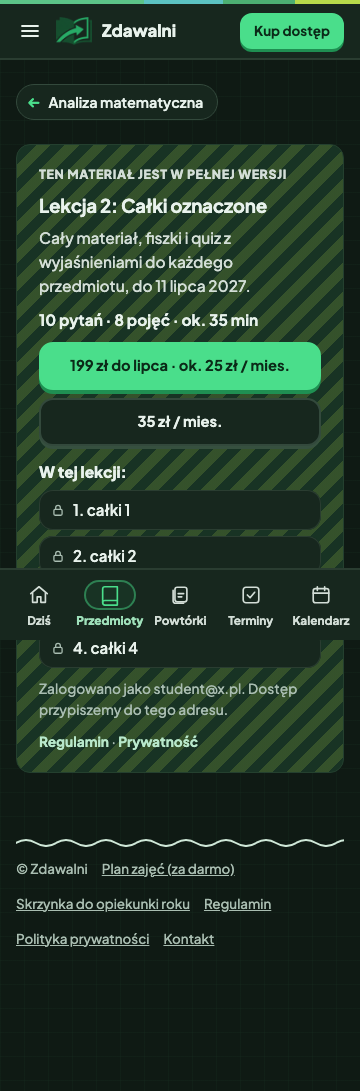 Zdawalni
Kup dostęp
← Analiza matematyczna
TEN MATERIAŁ JEST W PEŁNEJ WERSJI
Lekcja 2: Całki oznaczone
Cały materiał, fiszki i quiz z
wyjaśnieniami do każdego
przedmiotu, do 11 lipca 2027.
10 pytań · 8 pojęć · ok. 35 min
199 zł do lipca · ok. 25 zł / mies.
35 zł / mies.
W tej lekcji:
1. całki 1
2. całki 2
Dziś
Przedmioty
Powtórki
Terminy
Kalendarz
4. całki 4
Zalogowano jako student@x.pl. Dostęp
przypiszemy do tego adresu.
Regulamin · Prywatność
© Zdawalni Plan zajęć (za darmo)
Skrzynka do opiekunki roku Regulamin
Polityka prywatności Kontakt